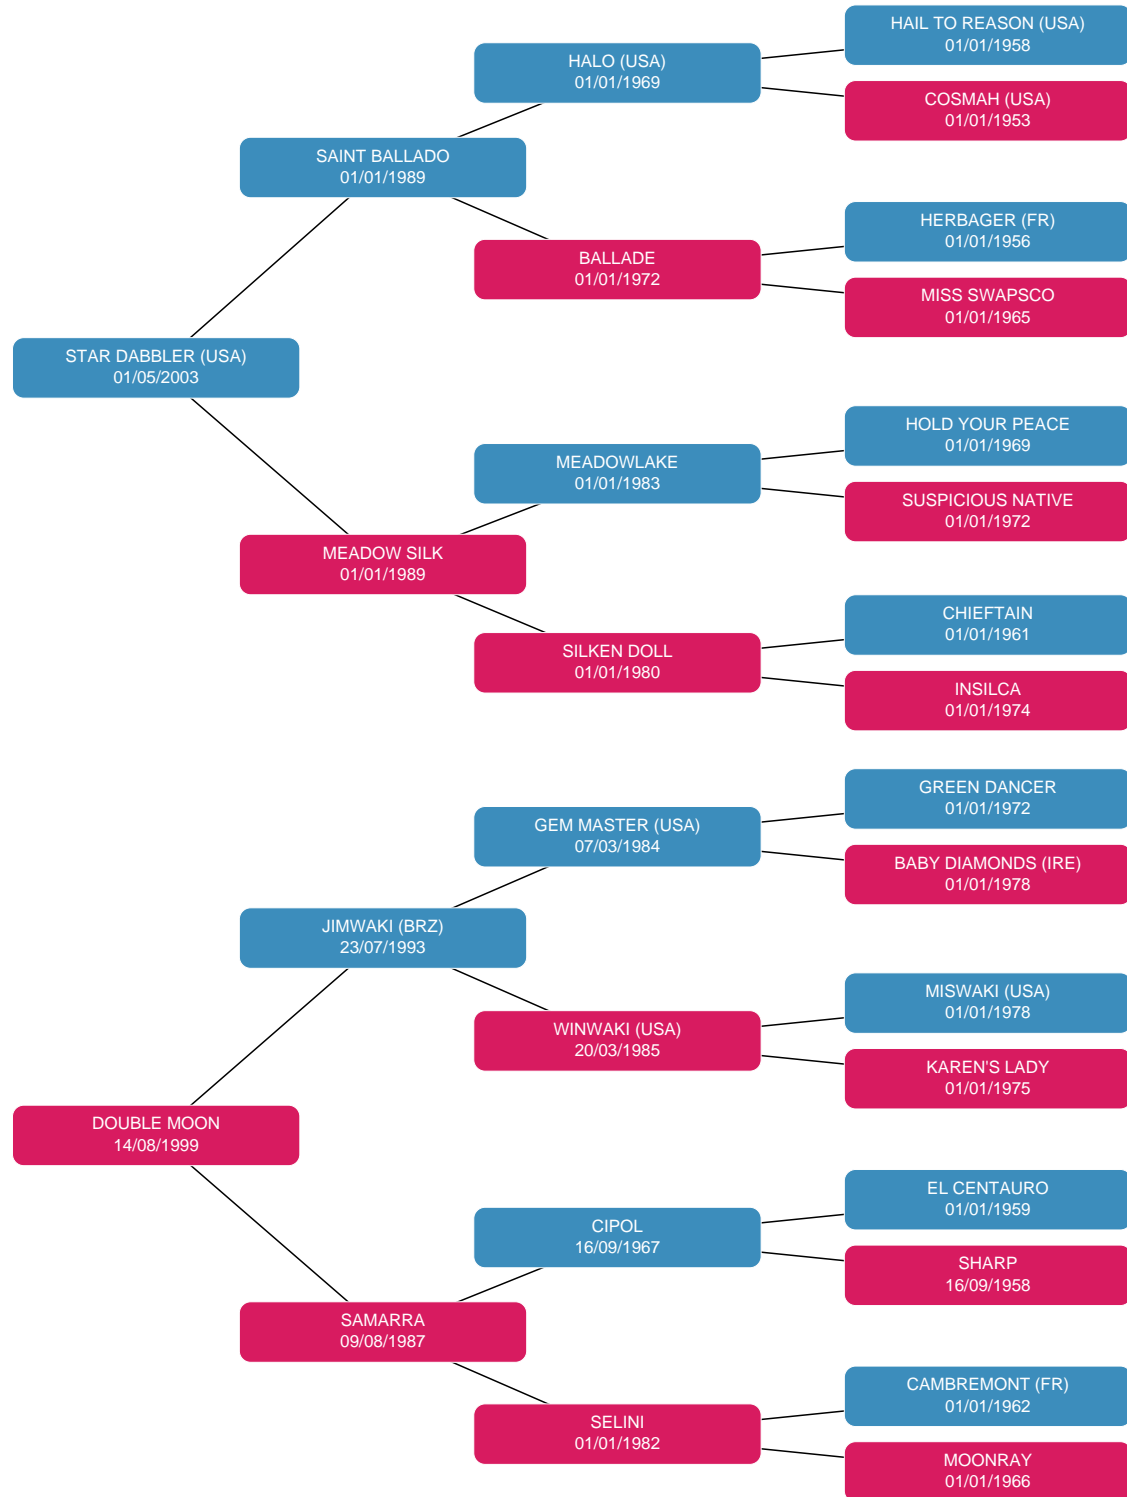 HAIL TO REASON (USA)
01/01/1958
HALO (USA)
01/01/1969
COSMAH (USA)
01/01/1953
SAINT BALLADO
01/01/1989
HERBAGER (FR)
01/01/1956
BALLADE
01/01/1972
MISS SWAPSCO
01/01/1965
STAR DABBLER (USA)
01/05/2003
HOLD YOUR PEACE
01/01/1969
MEADOWLAKE
01/01/1983
SUSPICIOUS NATIVE
01/01/1972
MEADOW SILK
01/01/1989
CHIEFTAIN
01/01/1961
SILKEN DOLL
01/01/1980
INSILCA
01/01/1974
GREEN DANCER
01/01/1972
GEM MASTER (USA)
07/03/1984
BABY DIAMONDS (IRE)
01/01/1978
JIMWAKI (BRZ)
23/07/1993
MISWAKI (USA)
01/01/1978
WINWAKI (USA)
20/03/1985
KAREN'S LADY
01/01/1975
DOUBLE MOON
14/08/1999
EL CENTAURO
01/01/1959
CIPOL
16/09/1967
SHARP
16/09/1958
SAMARRA
09/08/1987
CAMBREMONT (FR)
01/01/1962
SELINI
01/01/1982
MOONRAY
01/01/1966